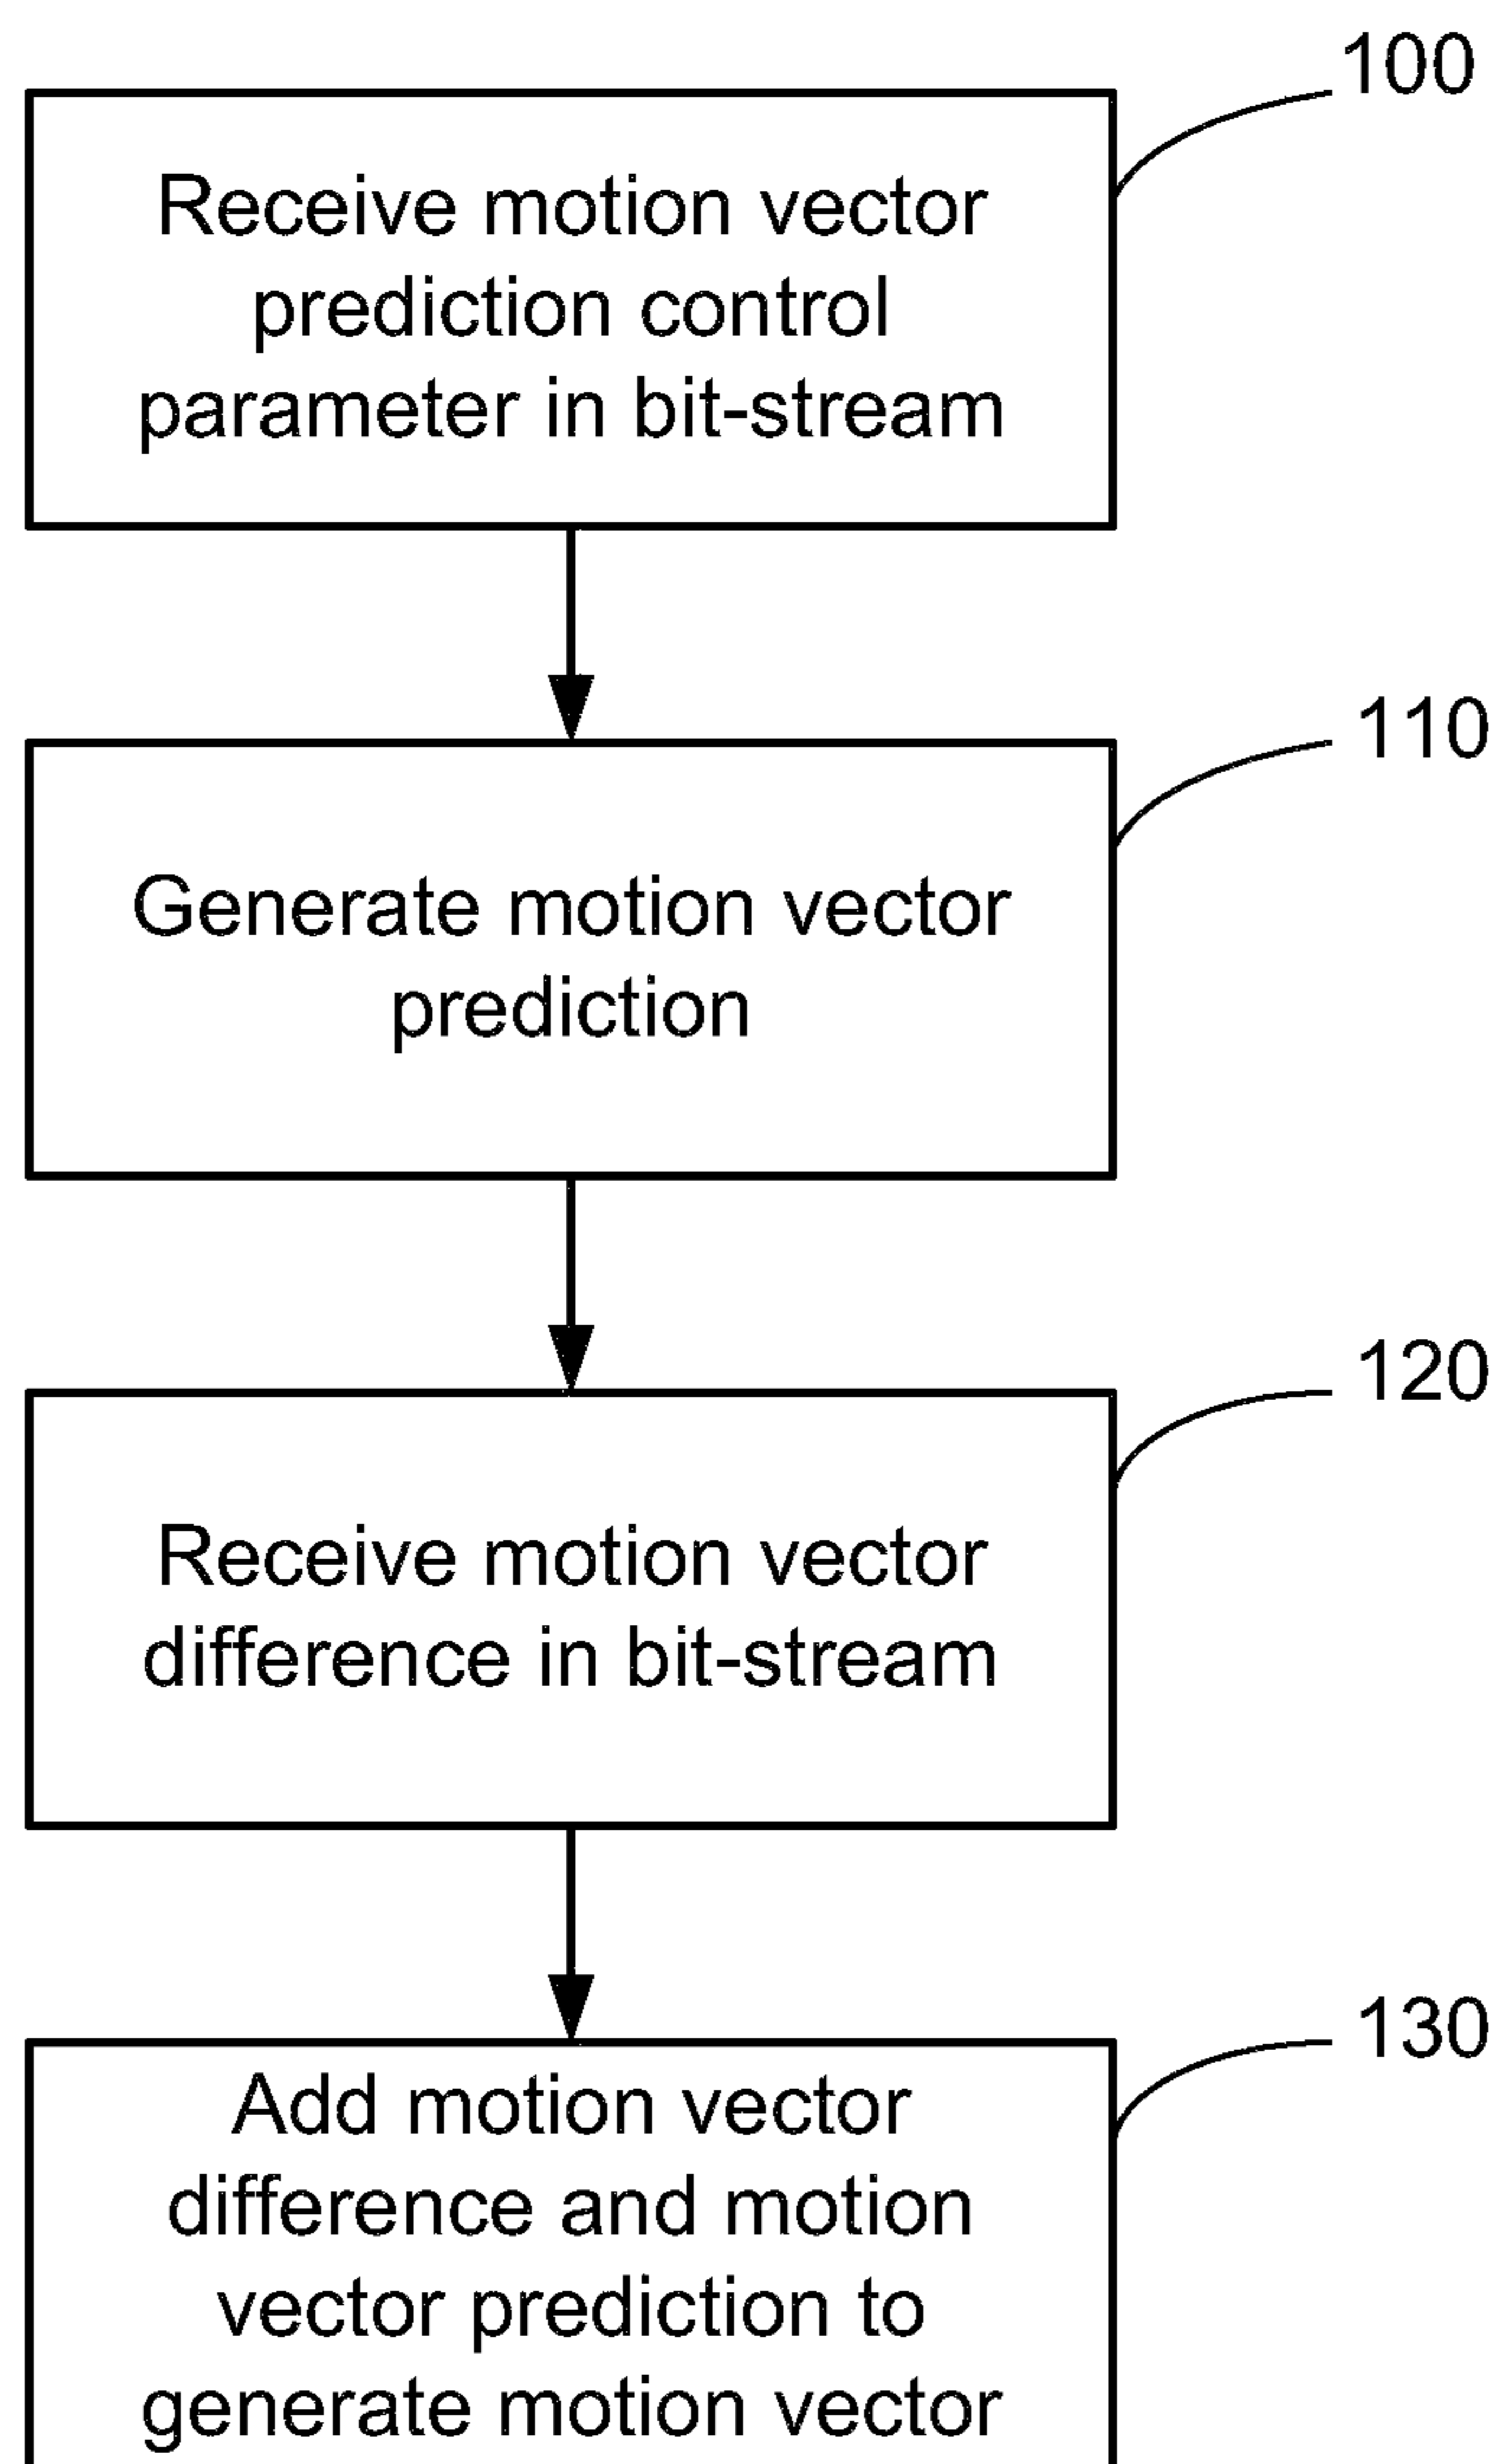 100
Receive motion vector
prediction control
parameter in bit-stream
110
Generate motion vector
prediction
120
Receive motion vector
difference in bit-stream
130
Add motion vector
difference and motion
vector prediction to
generate motion vector